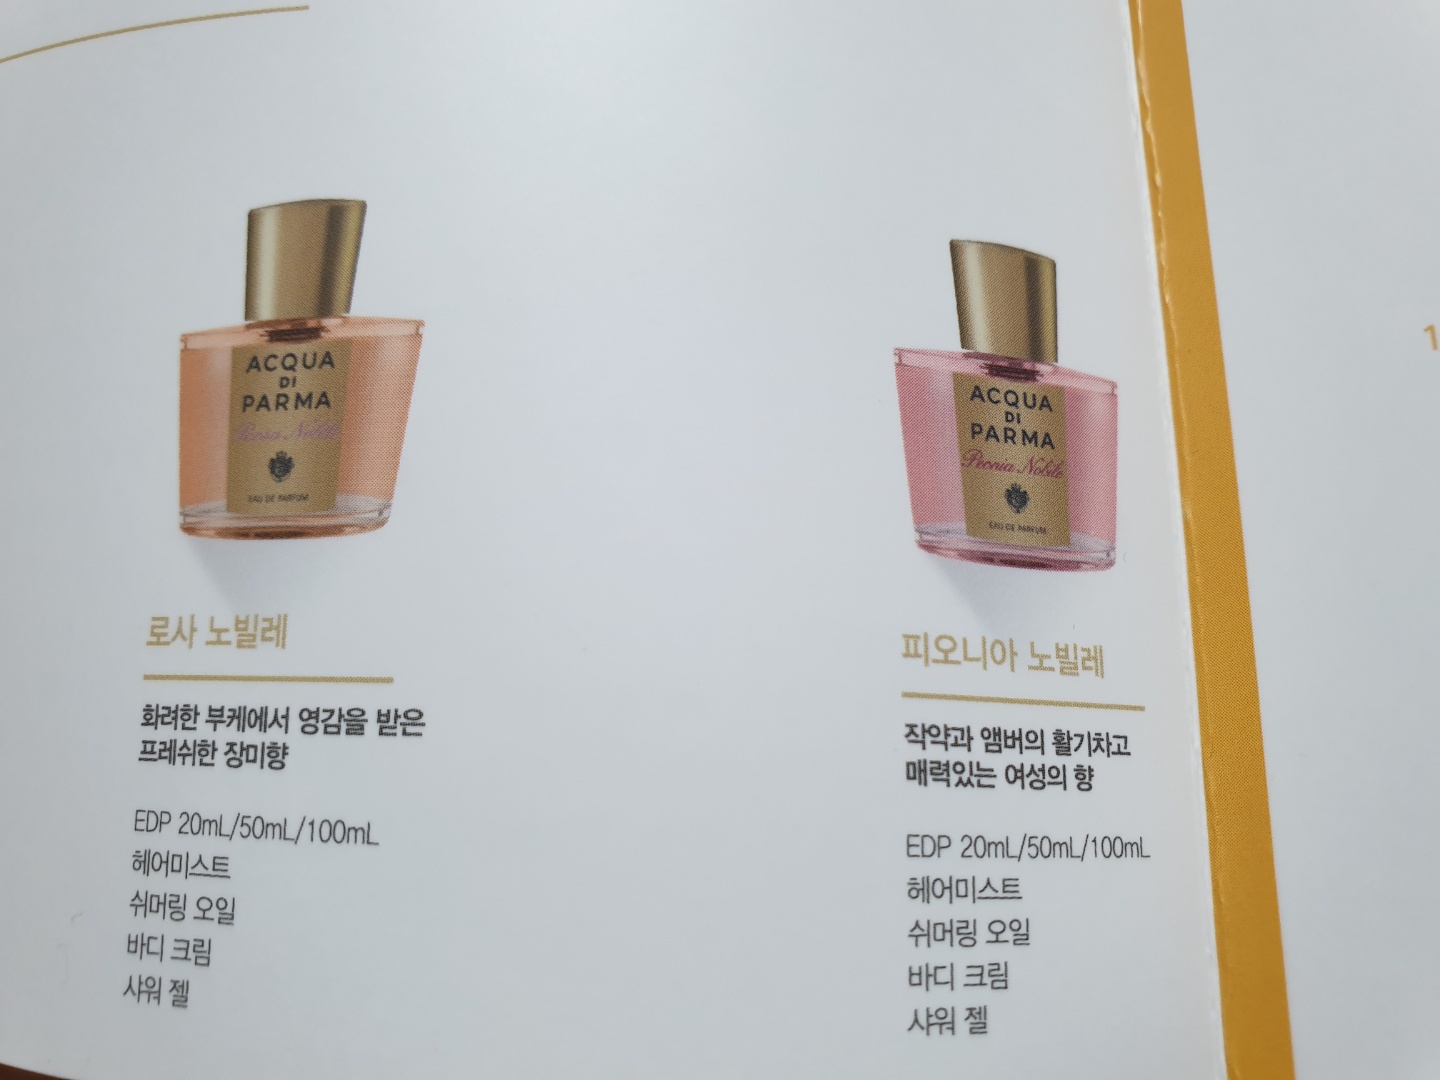 ACQUA
DI
PARMA
Rosa Nobile
EAU DE PARFUM
로사 노빌레
화려한 부케에서 영감을 받은
프레쉬한 장미향
EDP 20mL/50mL/100mL
헤어미스트
쉬머링 오일
바디 크림
샤워 젤
ACQUA
DI
PARMA
Peonia Nobile
EAU DE PARFUM
피오니아 노빌레
작약과 앰버의 활기차고
매력있는 여성의 향
EDP 20mL/50mL/100mL
헤어미스트
쉬머링 오일
바디 크림
샤워 젤